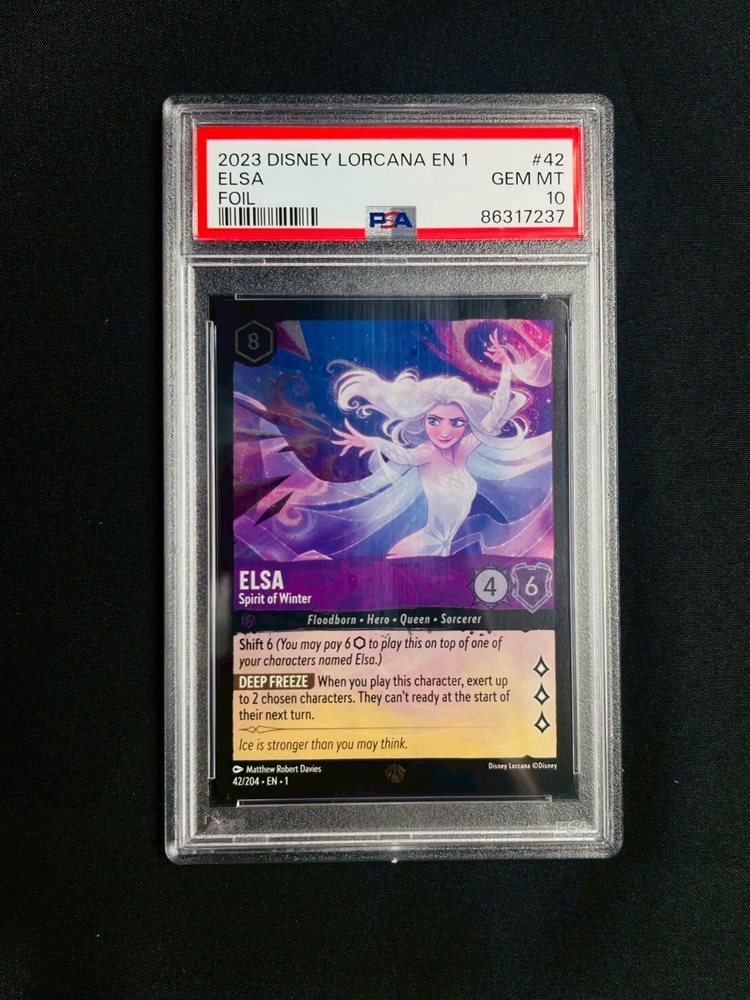 2023 DISNEY LORCANA EN 1 #42
ELSA GEM MT
FOIL 10
PSA 86317237
8
ELSA
Spirit of Winter
4 6
Floodborn • Hero • Queen • Sorcerer
Shift 6 (You may pay 6 to play this on top of one of
your characters named Elsa.)
DEEP FREEZE When you play this character, exert up
to 2 chosen characters. They can't ready at the start of
their next turn.
Ice is stronger than you may think.
Matthew Robert Davies Disney Lorcana ©Disney
42/204 • EN • 1